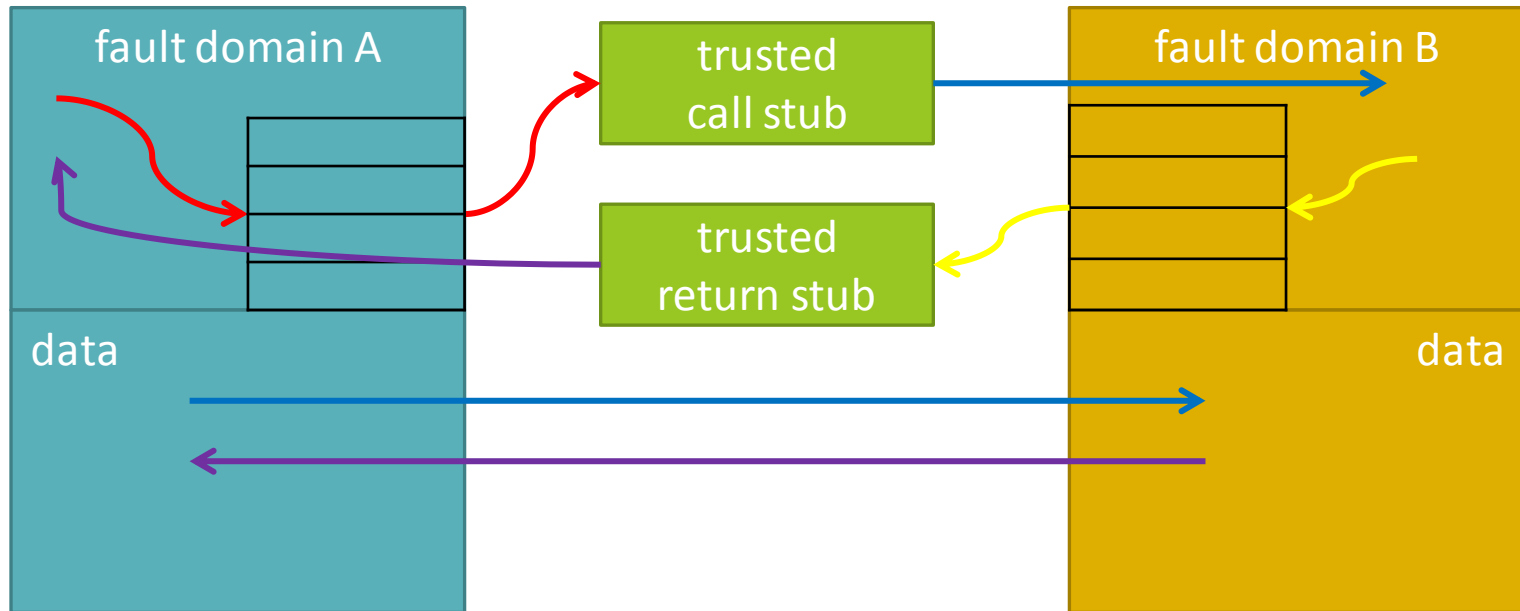 fault domain A
trusted
call stub
fault domain B
trusted
return stub
data
data